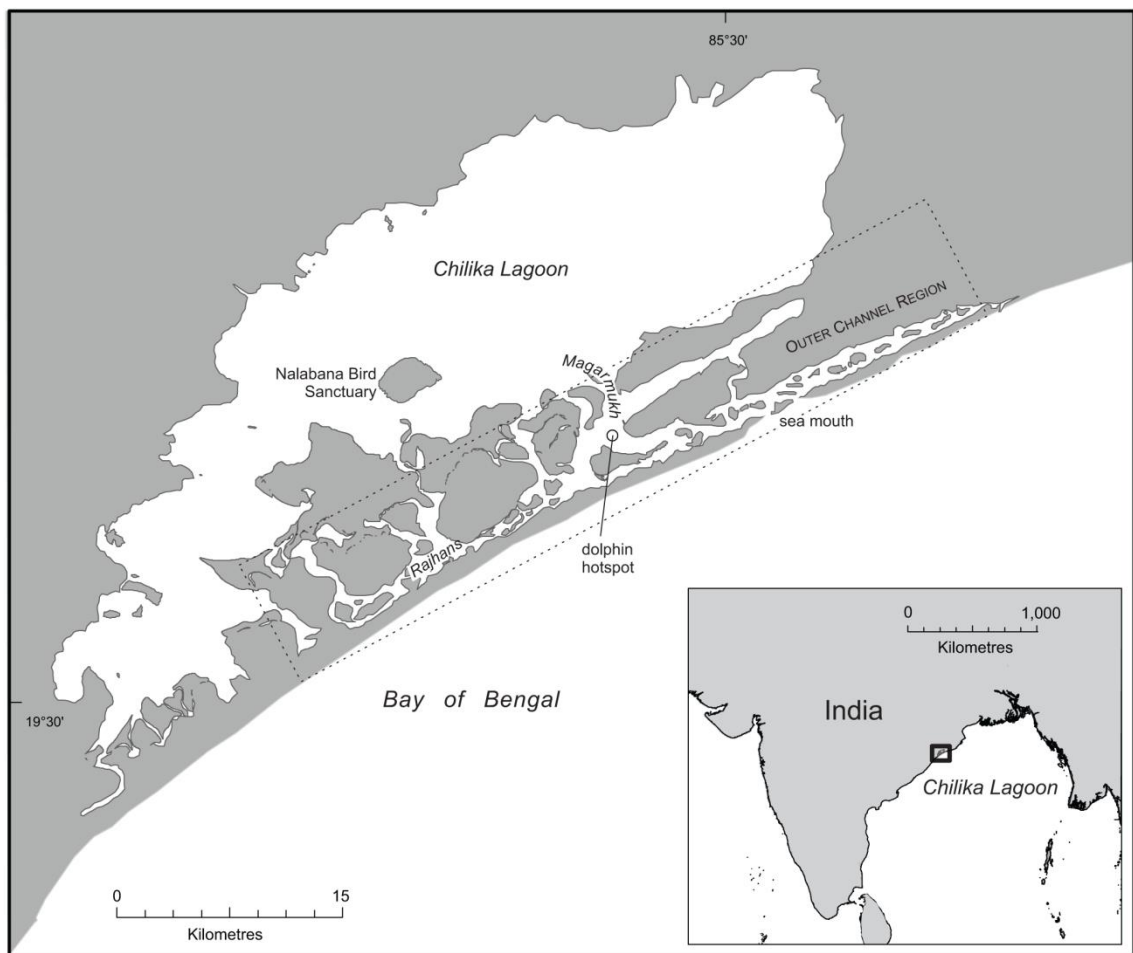 85°30'
Chilika Lagoon
OUTER CHANNEL REGION
Magarmukh
Nalabana Bird
Sanctuary
sea mouth
dolphin
hotspot
Rajhans
Bay of Bengal
19°30'
0 15
Kilometres
0 1,000
Kilometres
India
Chilika Lagoon